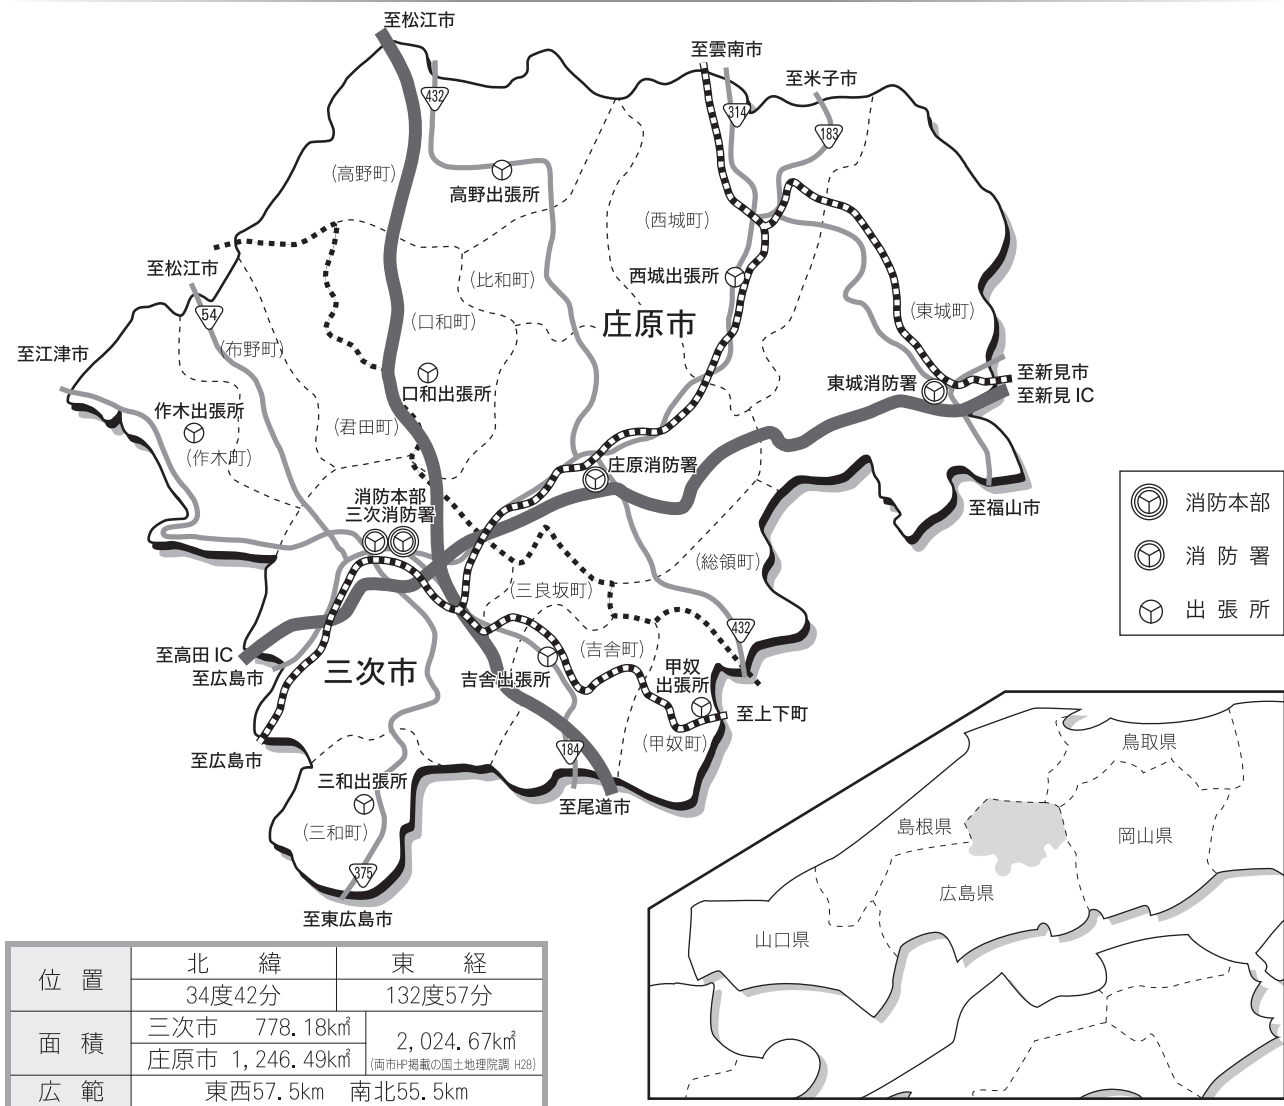 至松江市
至雲南市
至米子市
432
314
183
(高野町)
高野出張所
(西城町)
至松江市
西城出張所
(比和町)
54
(口和町)
庄原市
(東城町)
(布野町)
至江津市
至新見市
東城消防署
至新見IC
口和出張所
作木出張所
(君田町)
(作木町)
庄原消防署
消防本部
三次消防署
至福山市
消防本部
消防署
出張所
(総領町)
(三良坂町)
432
(吉舎町)
至高田IC
至広島市
三次市
吉舎出張所
甲奴
出張所
至上下町
(甲奴町)
184
至広島市
三和出張所
至尾道市
(三和町)
375
至東広島市
鳥取県
島根県
岡山県
広島県
山口県
位置 北緯 東経
34度42分 132度57分
面積 三次市 778.18k㎡ 2,024.67k㎡
庄原市 1,246.49k㎡ (両市HP掲載の国土地理院調 H28)
広範 東西57.5km 南北55.5km